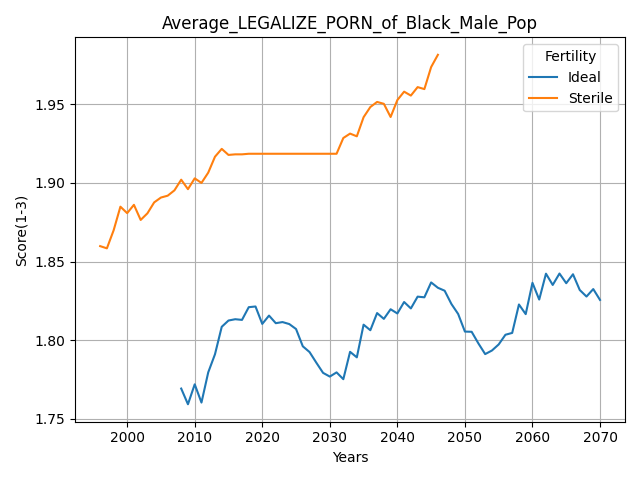 Average_LEGALIZE_PORN_of_Black_Male_Pop
Fertility
Ideal
Sterile
Score(1-3)
1.95
1.90
1.85
1.80
1.75
2000 2010 2020 2030 2040 2050 2060 2070
Years